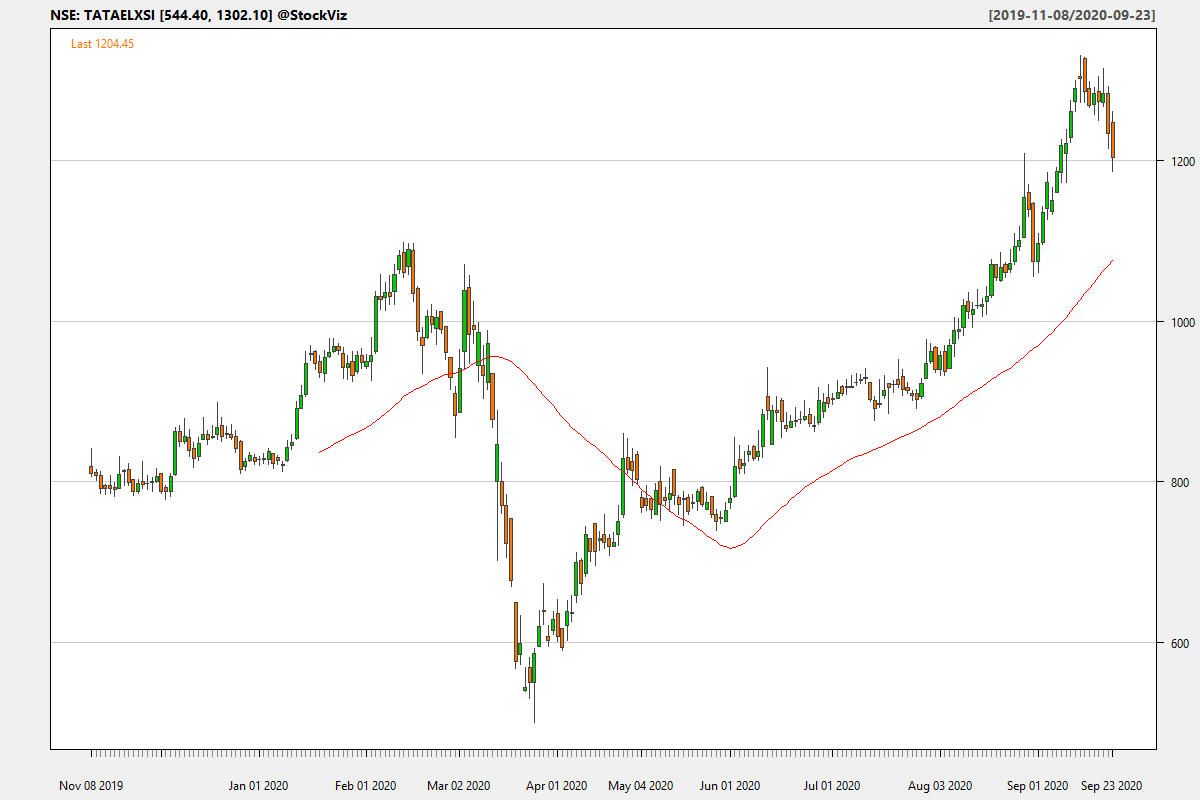 NSE: TATAELXSI [544.40, 1302.10] @StockViz
[2019-11-08/2020-09-23]
Last 1204.45
1200
1000
800
600
Nov 08 2019
Jan 01 2020
Feb 01 2020
Mar 02 2020
Apr 01 2020
May 04 2020
Jun 01 2020
Jul 01 2020
Aug 03 2020
Sep 01 2020
Sep 23 2020